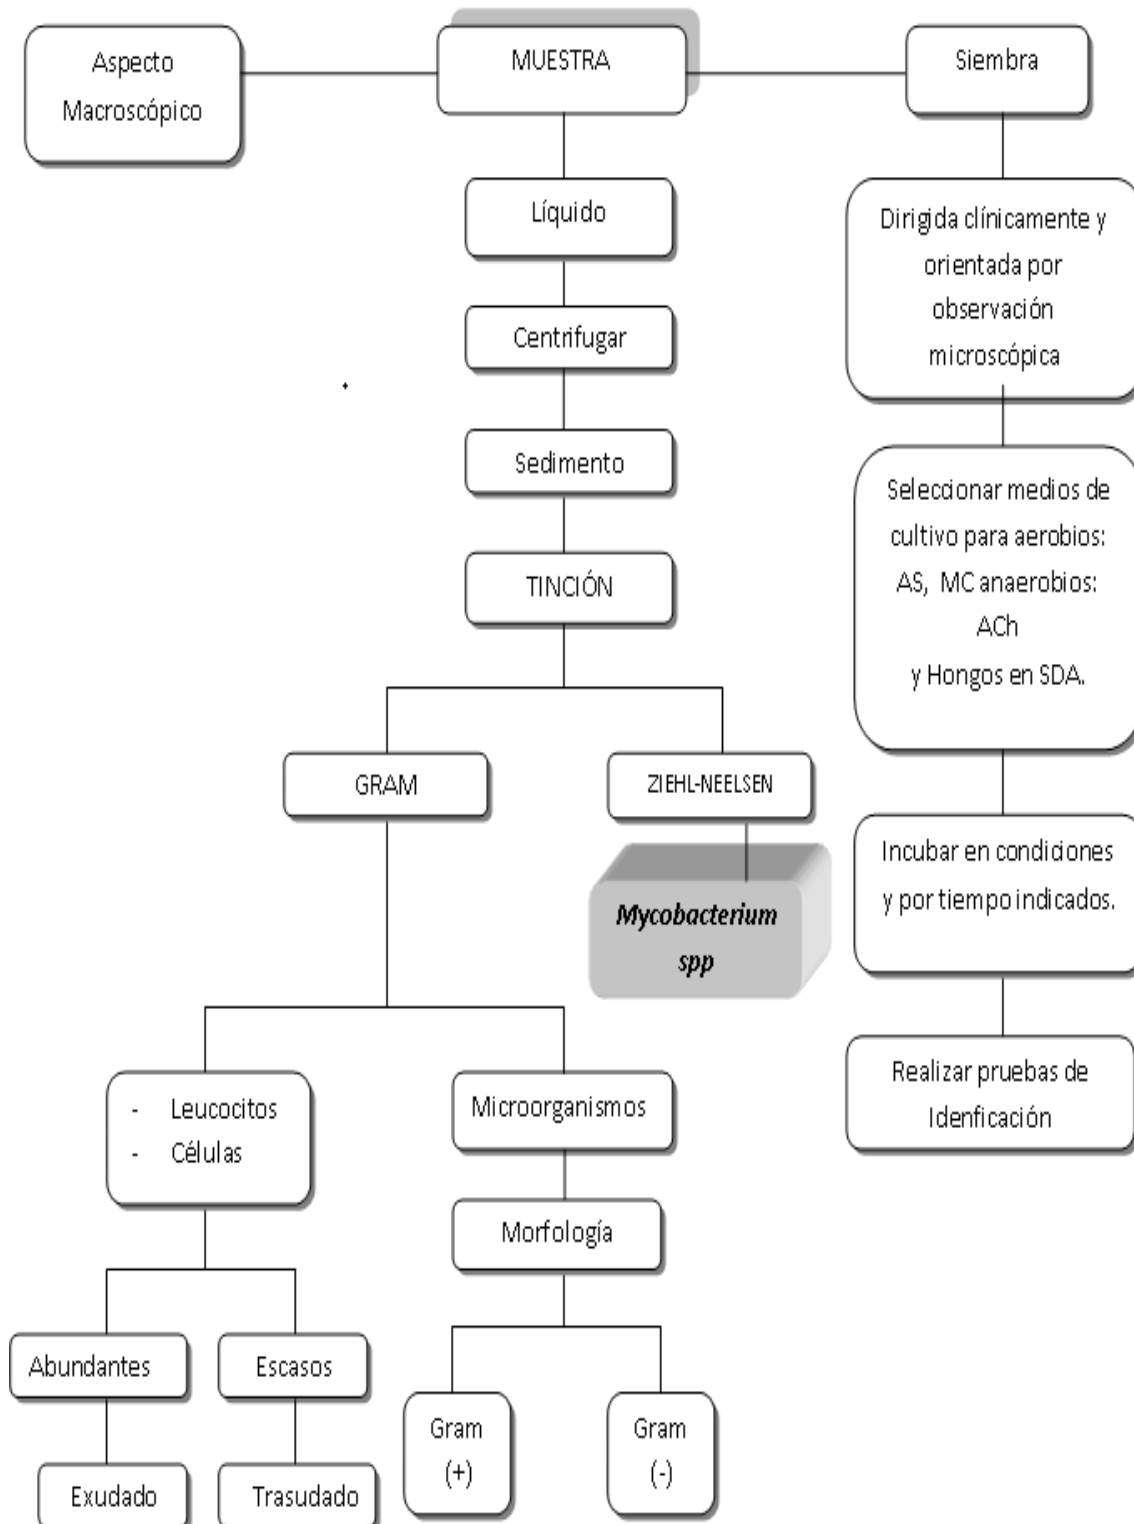 Aspecto
Macroscópico
MUESTRA
Siembra
Líquido
Centrifugar
Sedimento
TINCIÓN
GRAM
ZIEHL-NEELSEN
Mycobacterium
spp
- Leucocitos
- Células
Microorganismos
Morfología
Abundantes
Escasos
Exudado
Trasudado
Gram
(+)
Gram
(-)
Dirigida clínicamente y
orientada por
observación
microscópica
Seleccionar medios de
cultivo para aerobios:
AS, MC anaerobios:
ACh
y Hongos en SDA.
Incubar en condiciones
y por tiempo indicados.
Realizar pruebas de
Idenficación